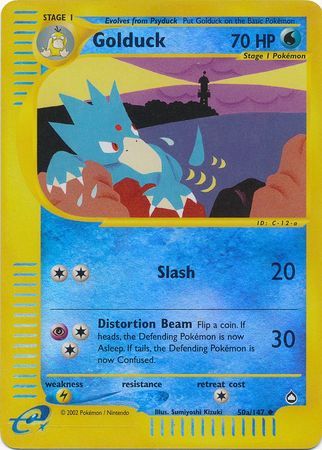 STAGE 1
Evolves from Psyduck Put Golduck on the Basic Pokémon
Golduck 70 HP
Stage 1 Pokémon
ID: C-12-a
Slash 20
Distortion Beam Flip a coin. If
heads, the Defending Pokémon is now
Asleep. If tails, the Defending Pokémon is
now Confused.
30
weakness resistance retreat cost
e
© 2002 Pokémon / Nintendo Illus. Sumiyoshi Kizuki 50a/147